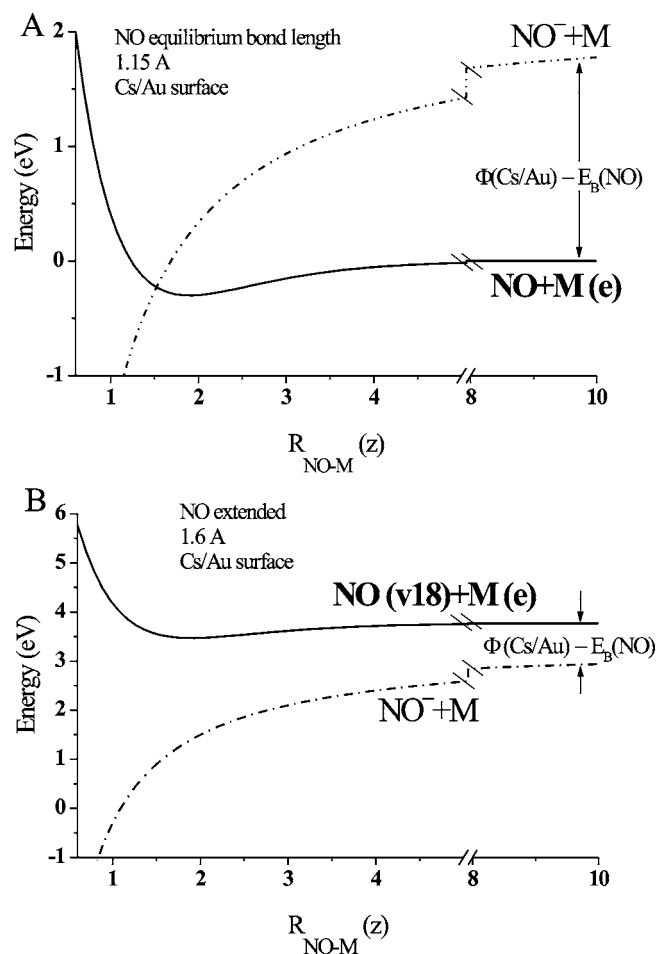 A
NO equilibrium bond length
1.15 A
Cs/Au surface
NO⁻+M
Φ(Cs/Au) – E_B(NO)
NO+M (e)
Energy (eV)
2
1
0
-1
1 2 3 4 8 10
R_NO-M (z)
B
NO extended
1.6 A
Cs/Au surface
NO (v18)+M (e)
Φ(Cs/Au) – E_B(NO)
NO⁻+M
Energy (eV)
6
5
4
3
2
1
0
-1
1 2 3 4 8 10
R_NO-M (z)